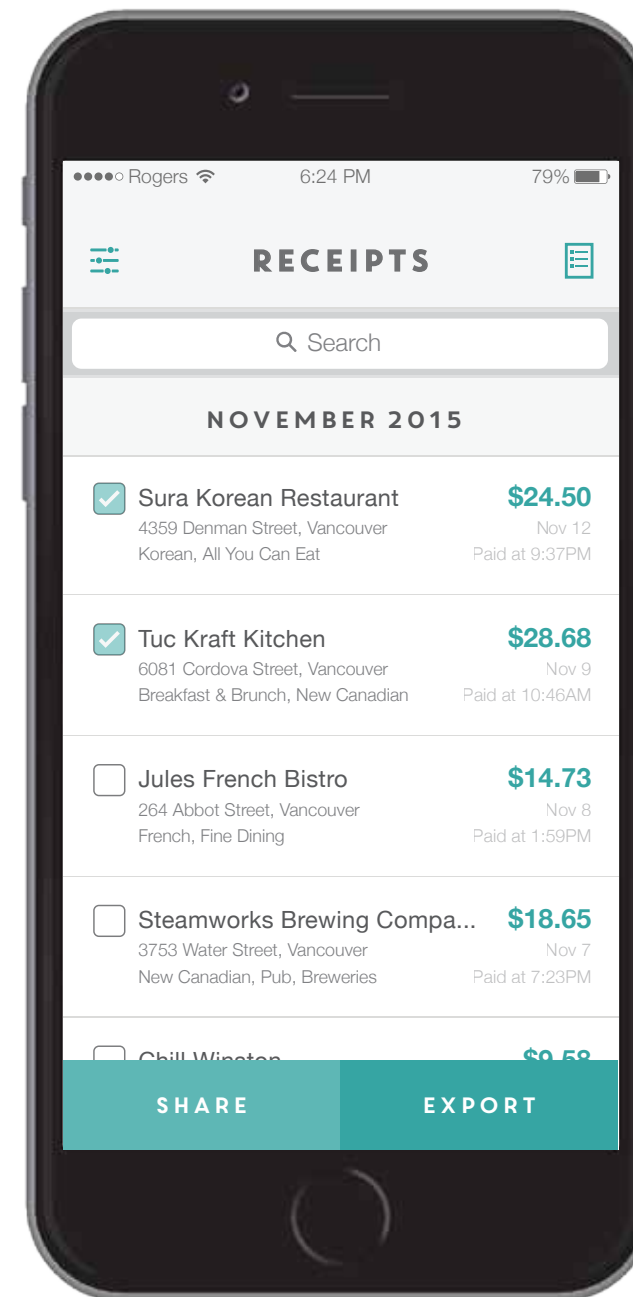 Rogers 6:24 PM 79%
RECEIPTS
Search
NOVEMBER 2015
Sura Korean Restaurant $24.50
4359 Denman Street, Vancouver Nov 12
Korean, All You Can Eat Paid at 9:37PM
Tuc Kraft Kitchen $28.68
6081 Cordova Street, Vancouver Nov 9
Breakfast & Brunch, New Canadian Paid at 10:46AM
Jules French Bistro $14.73
264 Abbot Street, Vancouver Nov 8
French, Fine Dining Paid at 1:59PM
Steamworks Brewing Compa... $18.65
3753 Water Street, Vancouver Nov 7
New Canadian, Pub, Breweries Paid at 7:23PM
Chill Winston $9.58
SHARE EXPORT